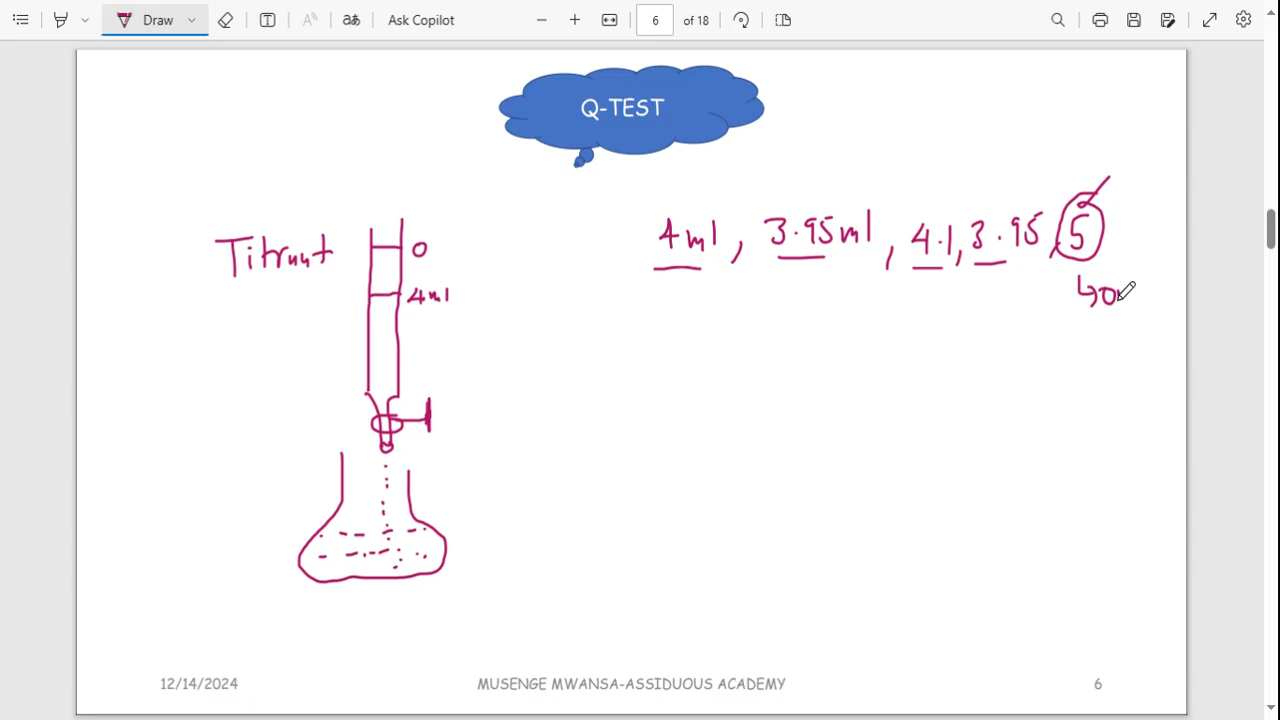 Draw
Ask Copilot
6 of 18
Q-TEST
Titrant 0
4ml
4ml, 3.95ml, 4.1, 3.95, 5
12/14/2024 MUSENGE MWANSA-ASSIDUOUS ACADEMY 6